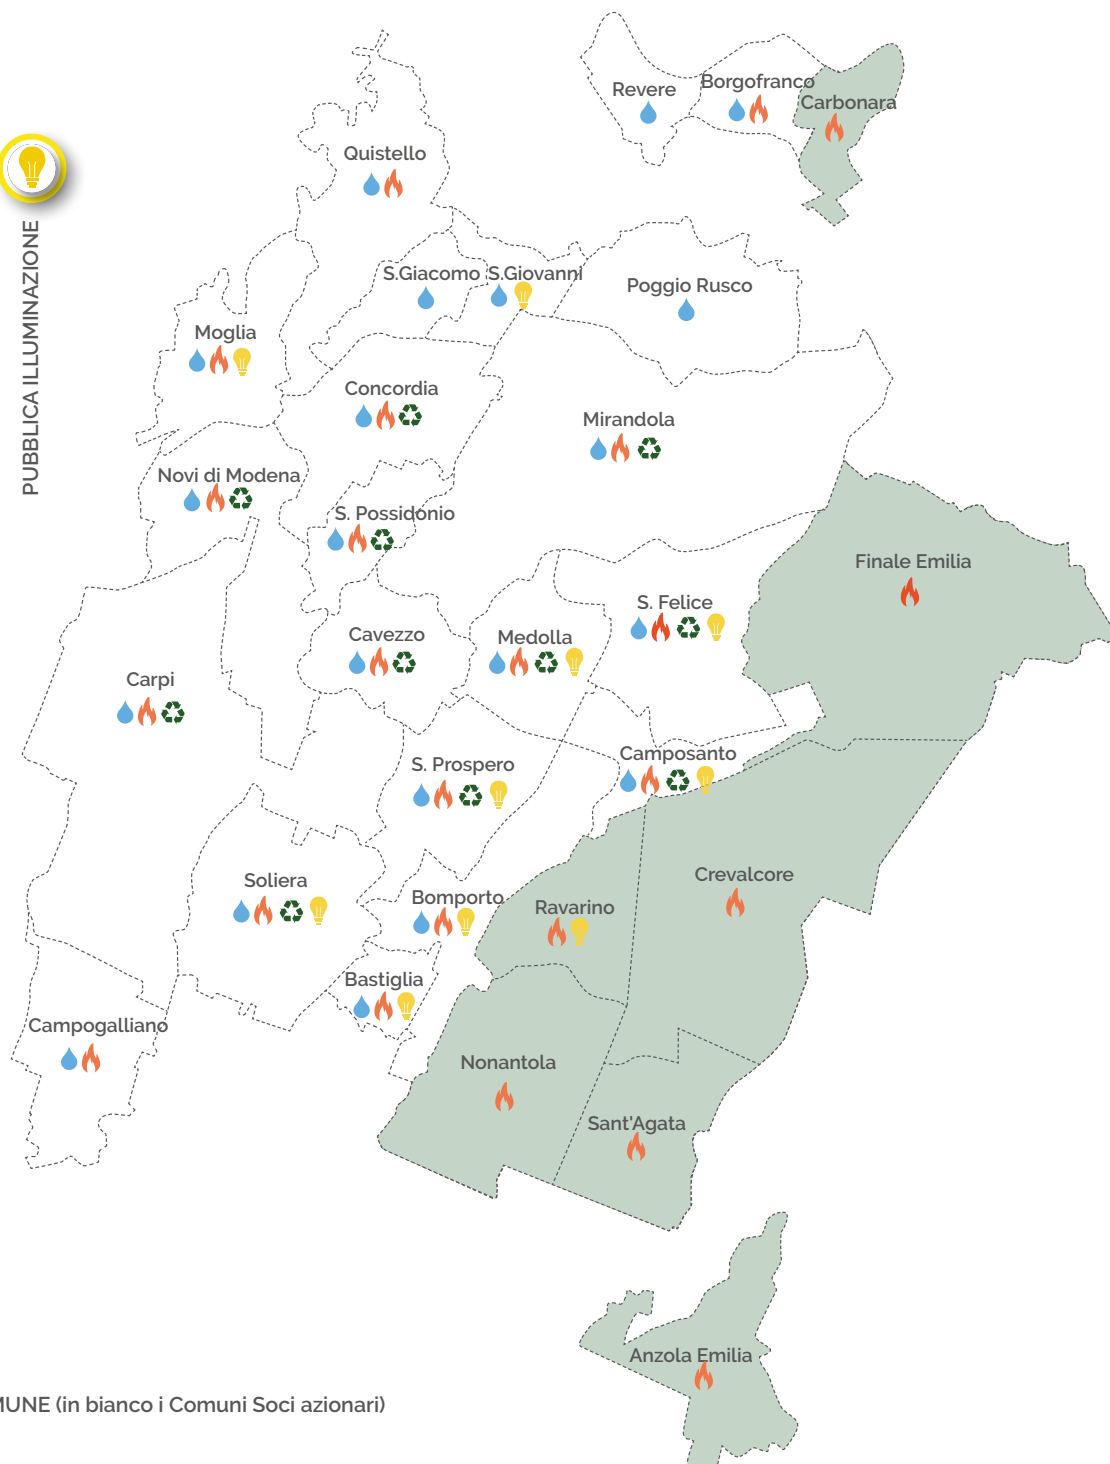 Revere
Borgofranco
Carbonara
Quistello
PUBBLICA ILLUMINAZIONE
S.Giacomo
S.Giovanni
Poggio Rusco
Moglia
Concordia
Mirandola
Novi di Modena
S. Possidonio
Finale Emilia
S. Felice
Cavezzo
Medolla
Carpi
Camposanto
S. Prospero
Crevalcore
Soliera
Bomporto
Ravarino
Bastiglia
Campogalliano
Nonantola
Sant'Agata
Anzola Emilia
(in bianco i Comuni Soci azionari)